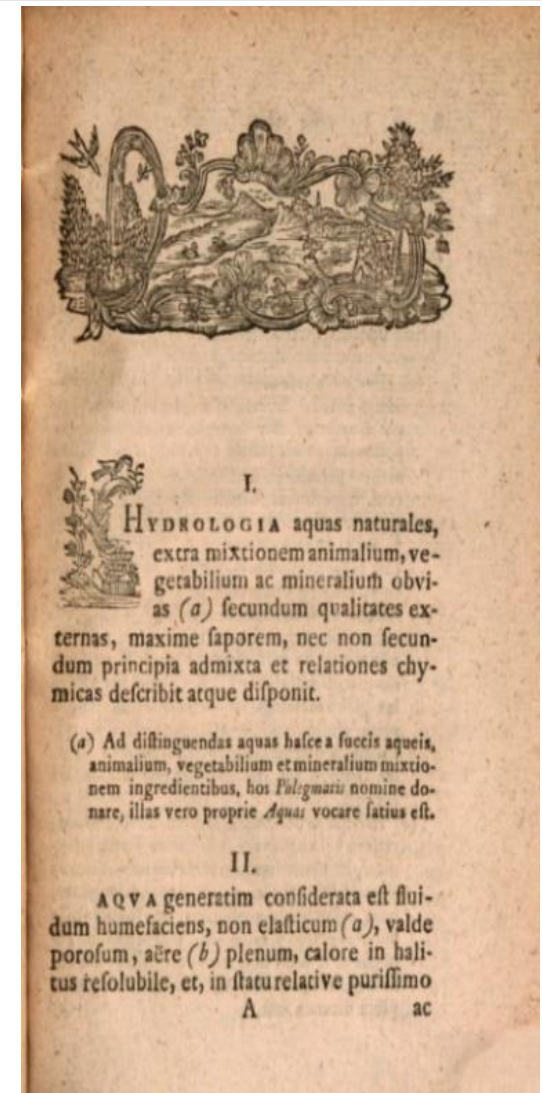 I.
HYDROLOGIA aquas naturales,
extra mixtionem animalium, ve-
getabilium ac mineralium obvi-
as (a) ſecundum qualitates ex-
ternas, maxime ſaporem, nec non ſecun-
dum principia admixta et relationes chy-
micas deſcribit atque diſponit.
(a) Ad diſtinguendas aquas haſce a ſuccis aqueis,
animalium, vegetabilium et mineralium mixtio-
nem ingredientibus, hos Phlegmatis nomine do-
nare, illas vero proprie Aquas vocare ſatius eſt.
II.
AQVA generatim conſiderata eſt flui-
dum humefaciens, non elaſticum (a), valde
poroſum, aëre (b) plenum, calore in hali-
tus reſolubile, et, in ſtatu relative puriſſimo
A ac